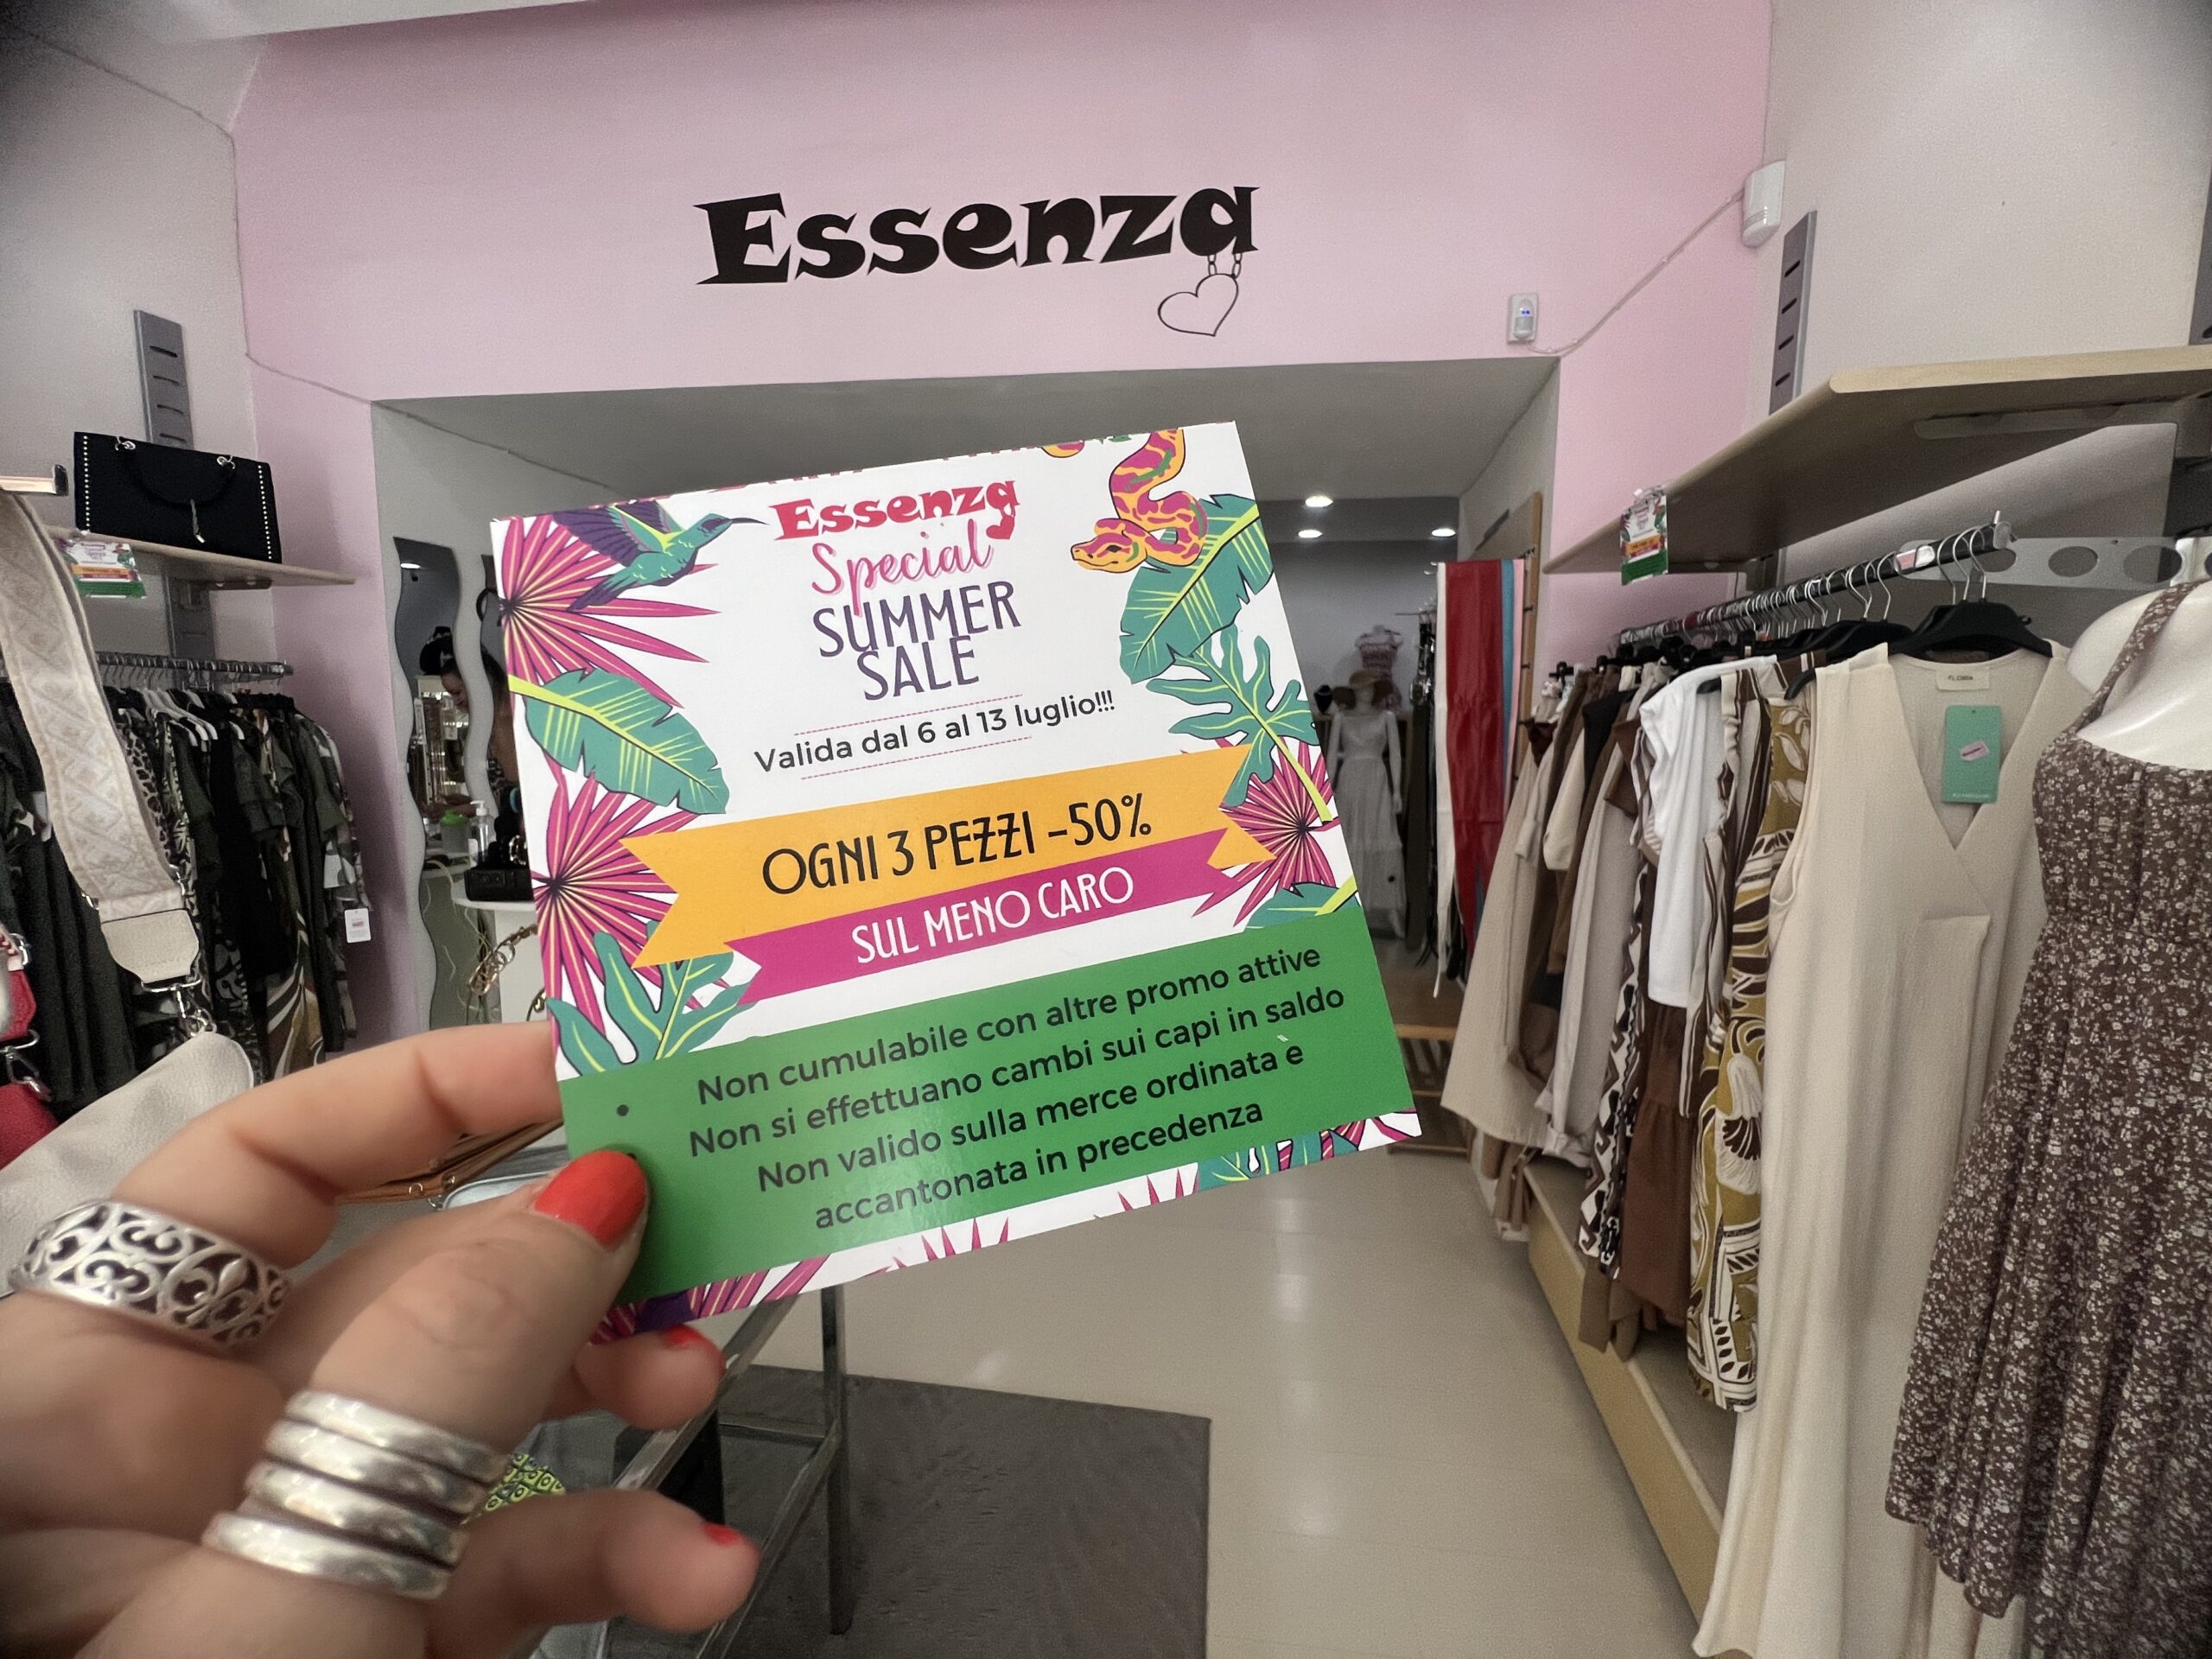 Essenza
Essenza
Special
SUMMER
SALE
Valida dal 6 al 13 luglio!!!
OGNI 3 PEZZI -50%
SUL MENO CARO
• Non cumulabile con altre promo attive
Non si effettuano cambi sui capi in saldo
Non valido sulla merce ordinata e
accantonata in precedenza